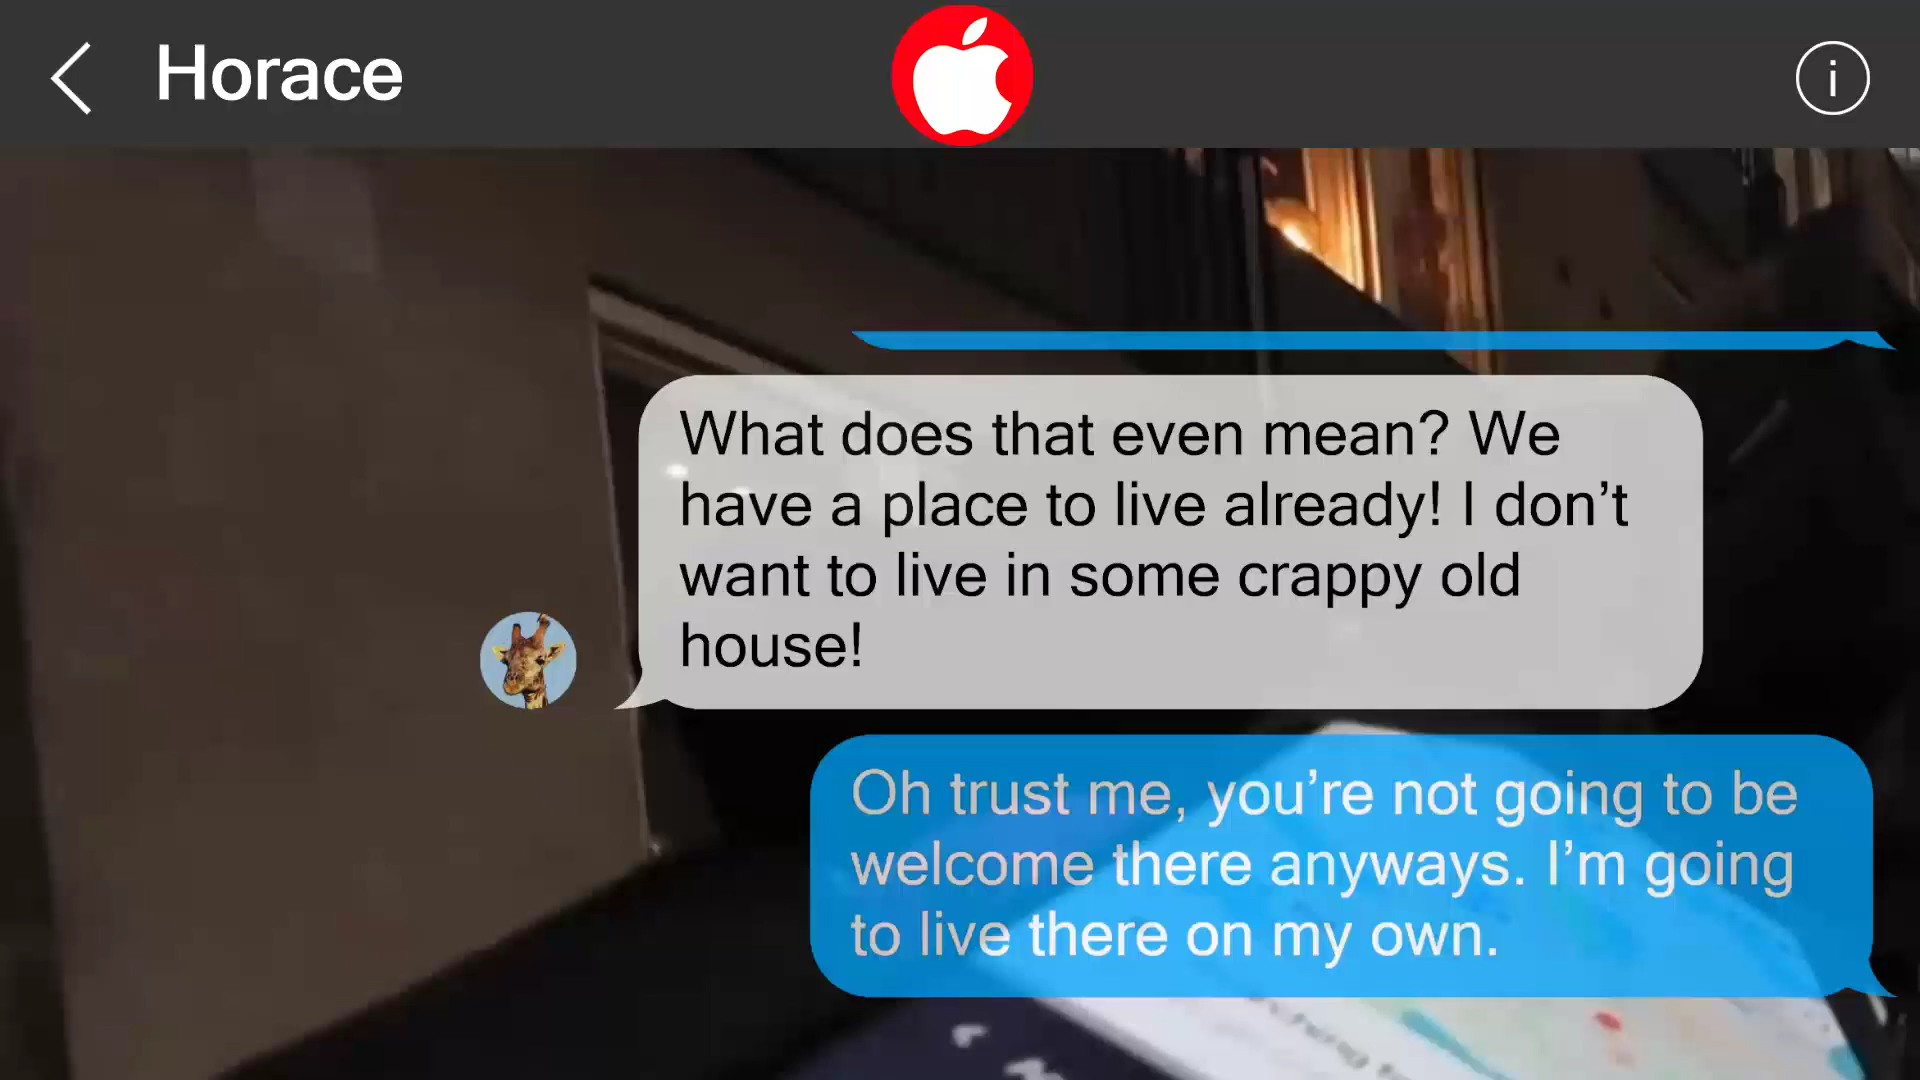 Horace
i
What does that even mean? We
have a place to live already! I don’t
want to live in some crappy old
house!
Oh trust me, you’re not going to be
welcome there anyways. I’m going
to live there on my own.